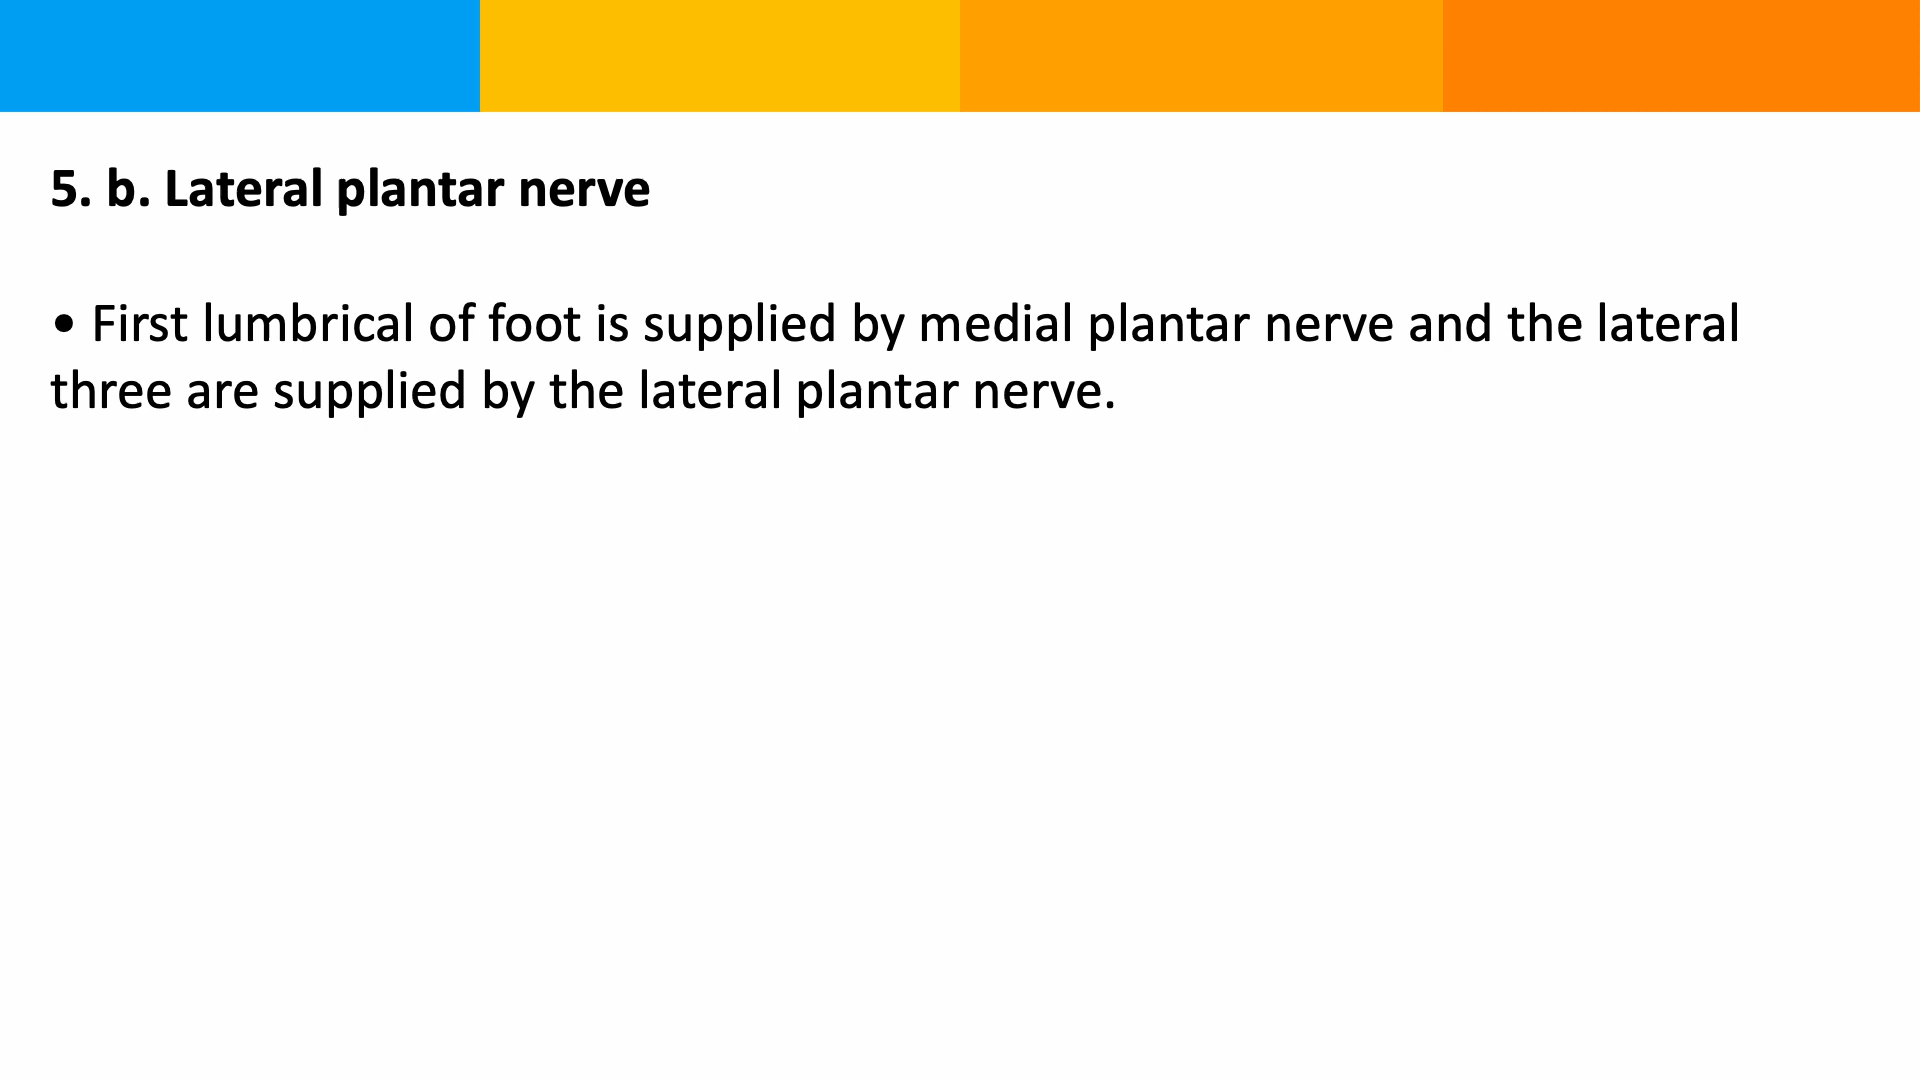 5. b. Lateral plantar nerve
• First lumbrical of foot is supplied by medial plantar nerve and the lateral
three are supplied by the lateral plantar nerve.